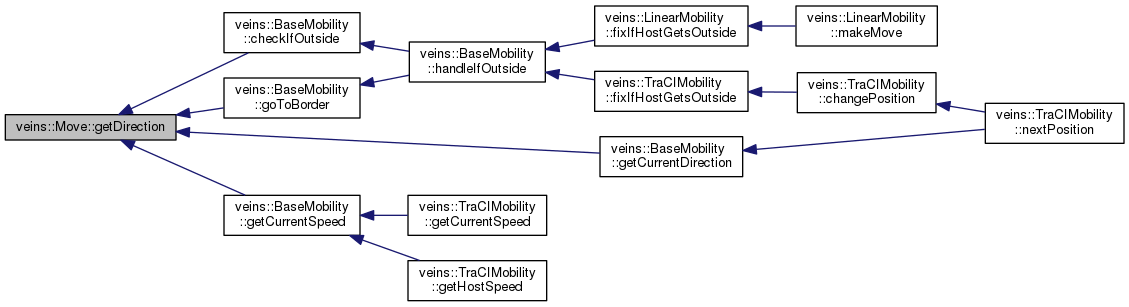 veins::BaseMobility
::checkIfOutside
veins::LinearMobility
::fixIfHostGetsOutside
veins::LinearMobility
::makeMove
veins::BaseMobility
::handleIfOutside
veins::BaseMobility
::goToBorder
veins::TraCIMobility
::fixIfHostGetsOutside
veins::TraCIMobility
::changePosition
veins::Move::getDirection
veins::TraCIMobility
::nextPosition
veins::BaseMobility
::getCurrentDirection
veins::BaseMobility
::getCurrentSpeed
veins::TraCIMobility
::getCurrentSpeed
veins::TraCIMobility
::getHostSpeed